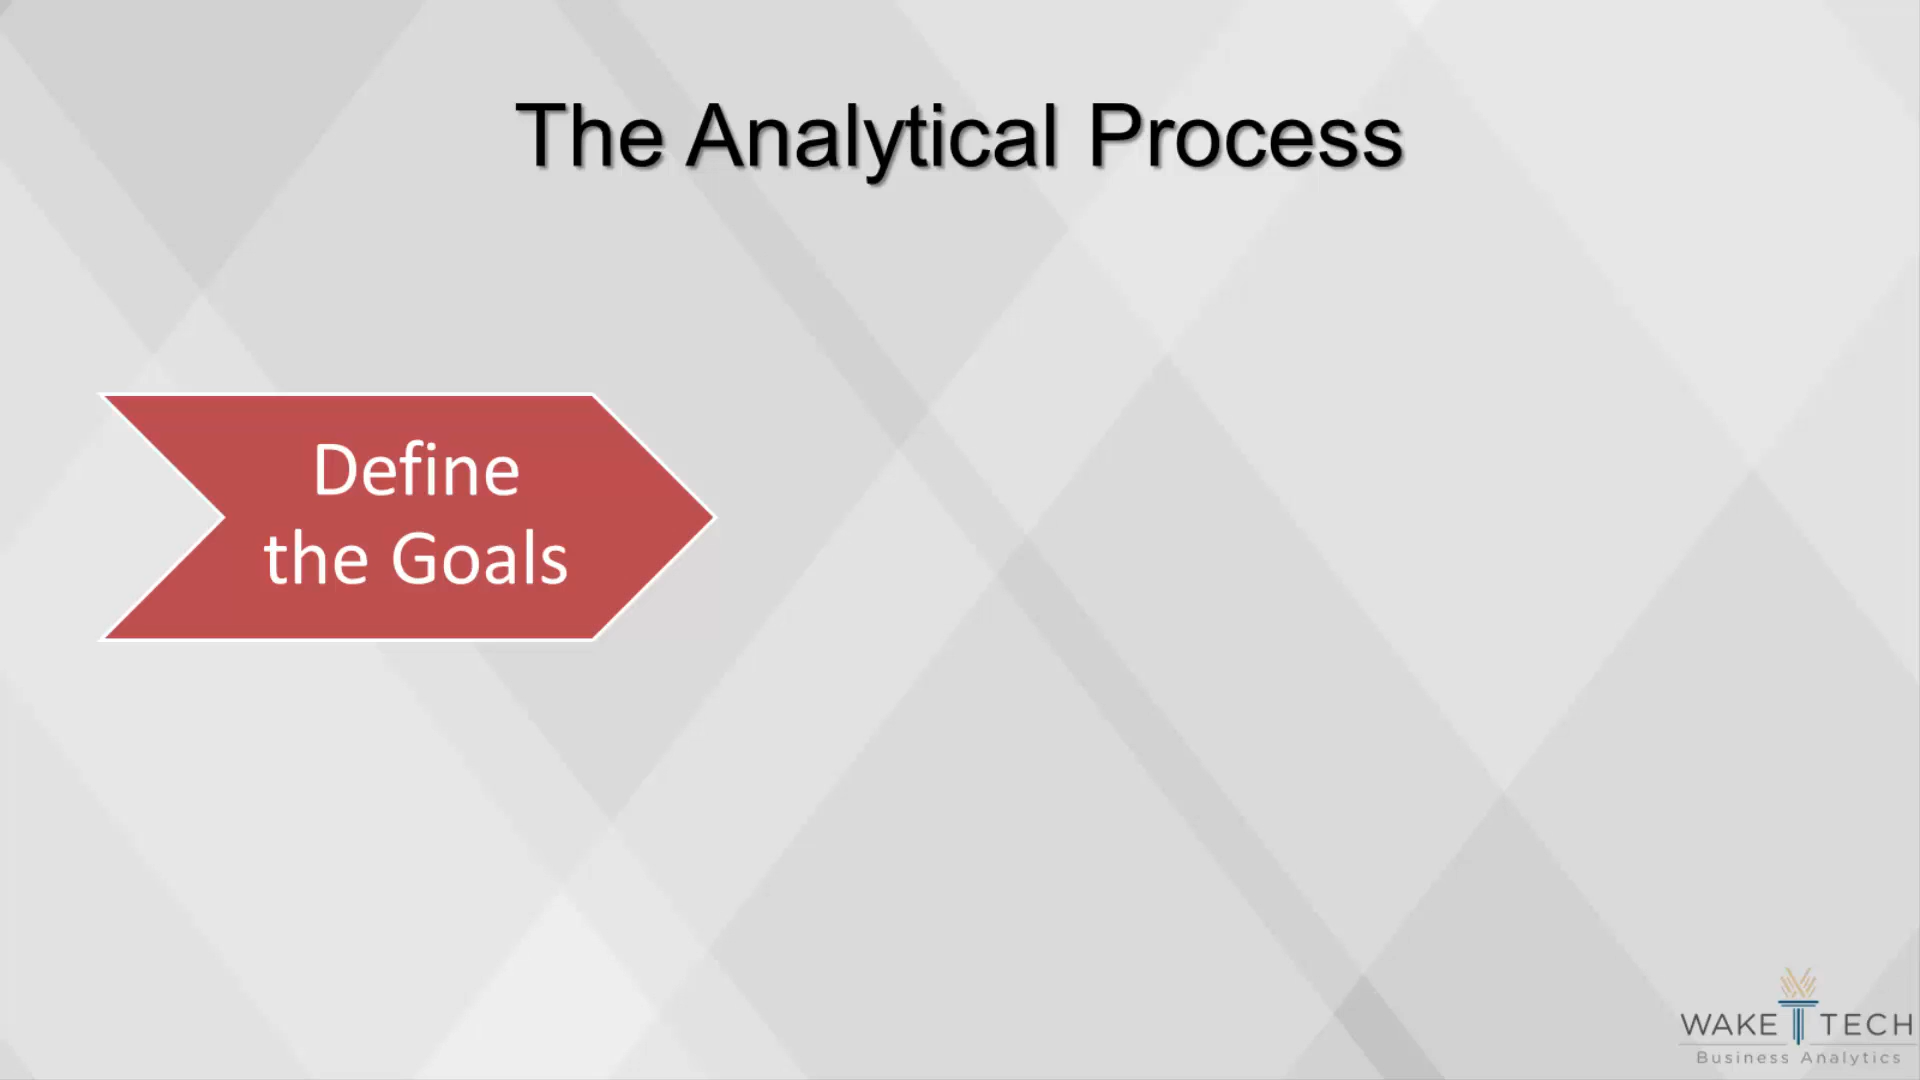 The Analytical Process
Define
the Goals
WAKE TECH
Business Analytics